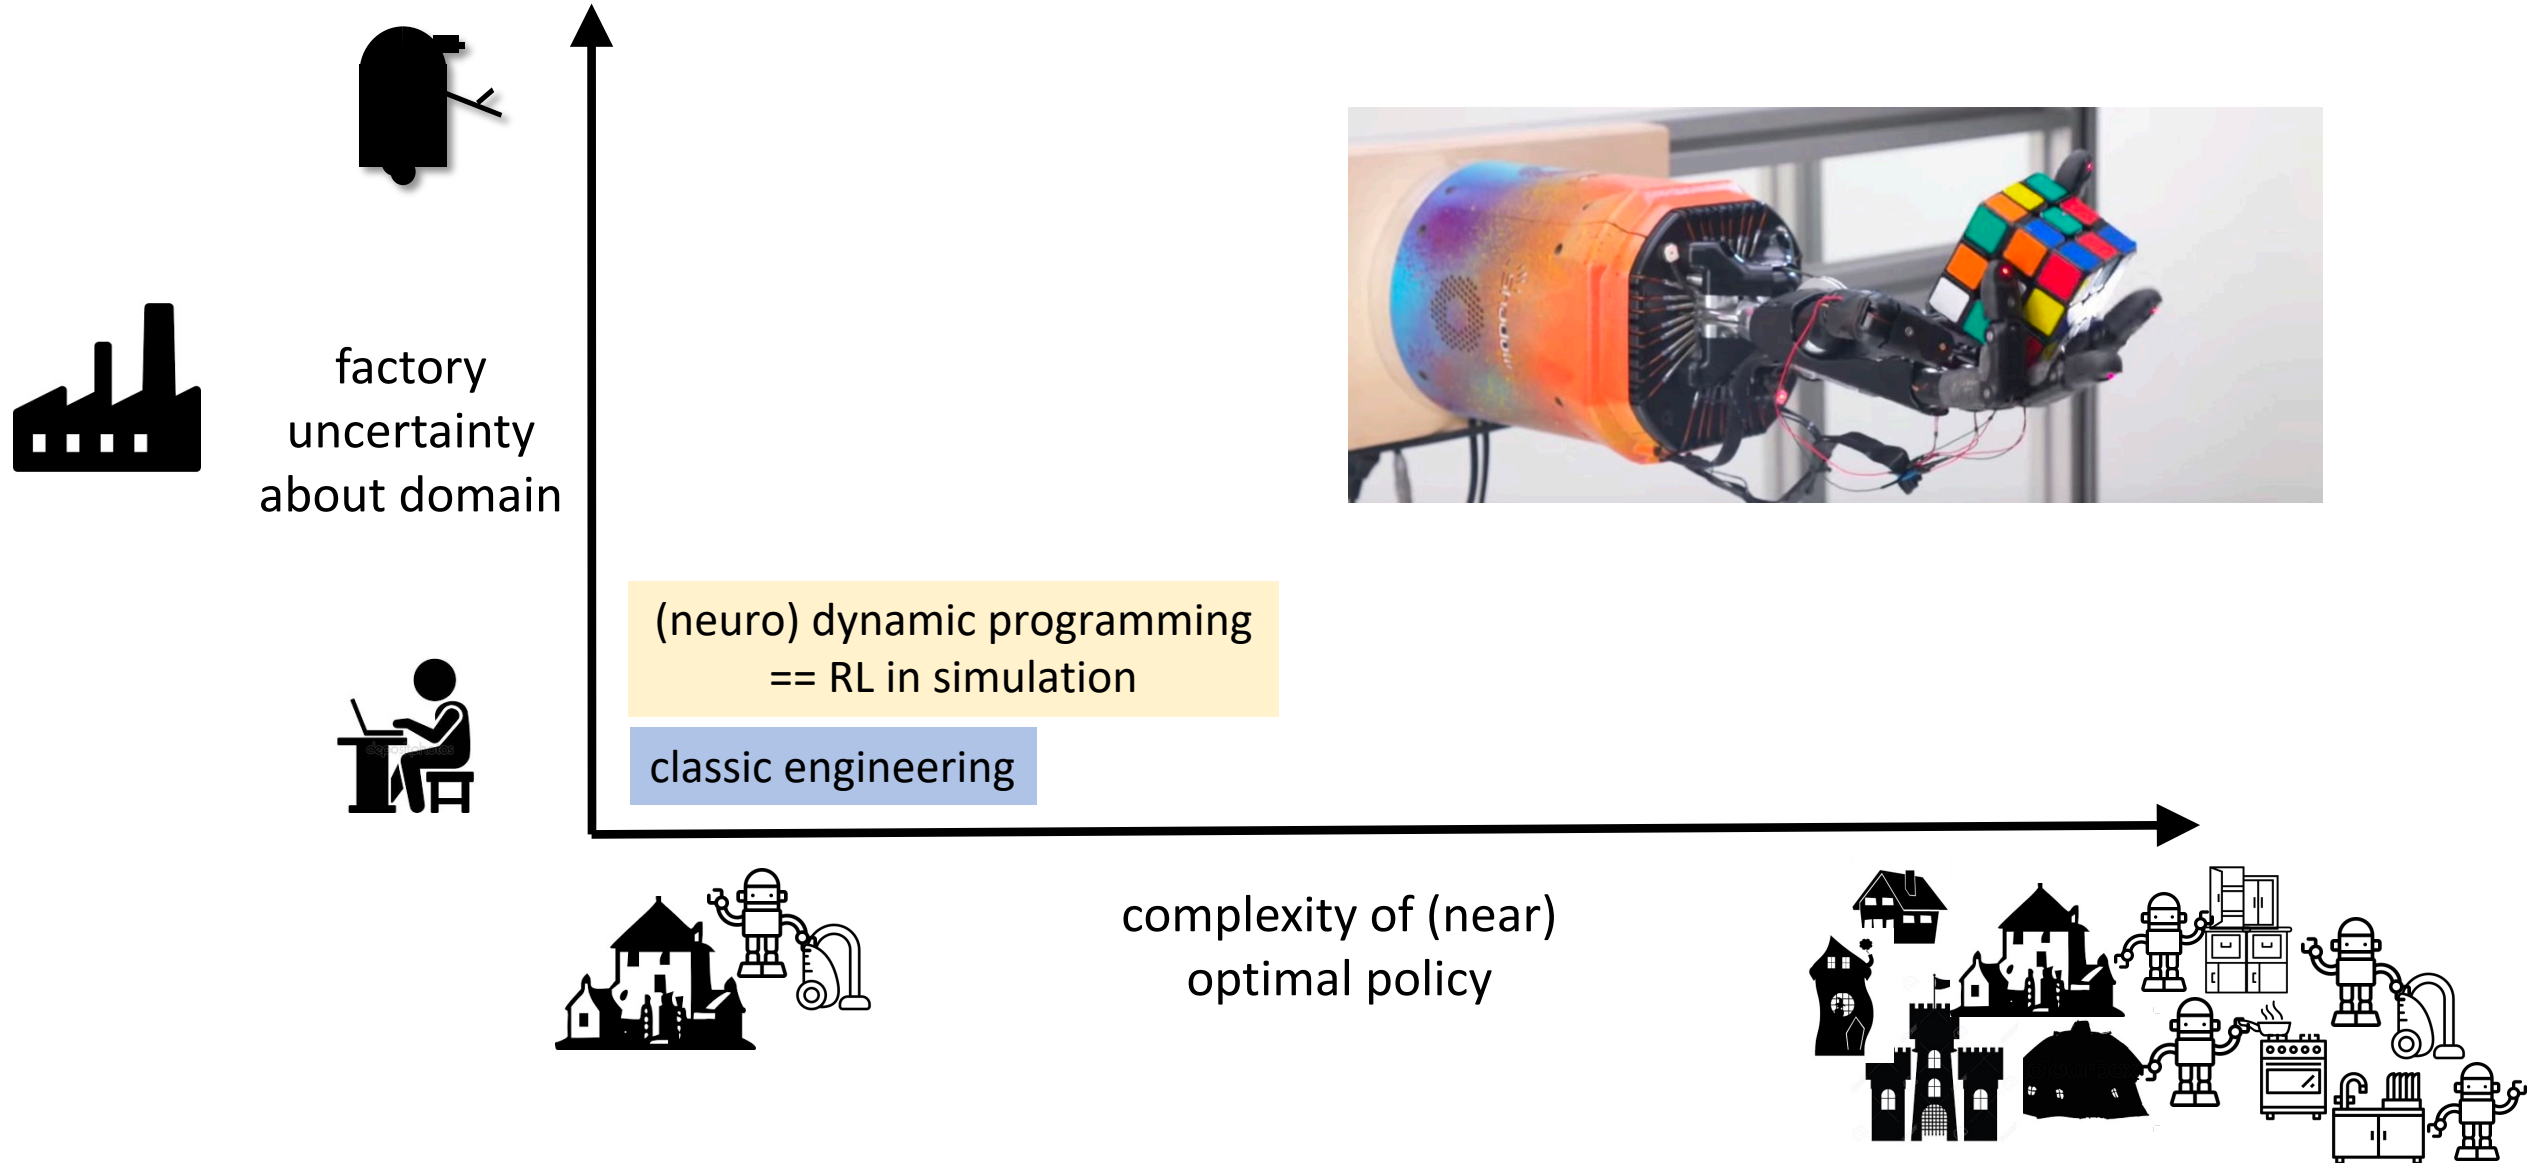 factory
uncertainty
about domain
(neuro) dynamic programming
== RL in simulation
classic engineering
complexity of (near)
optimal policy